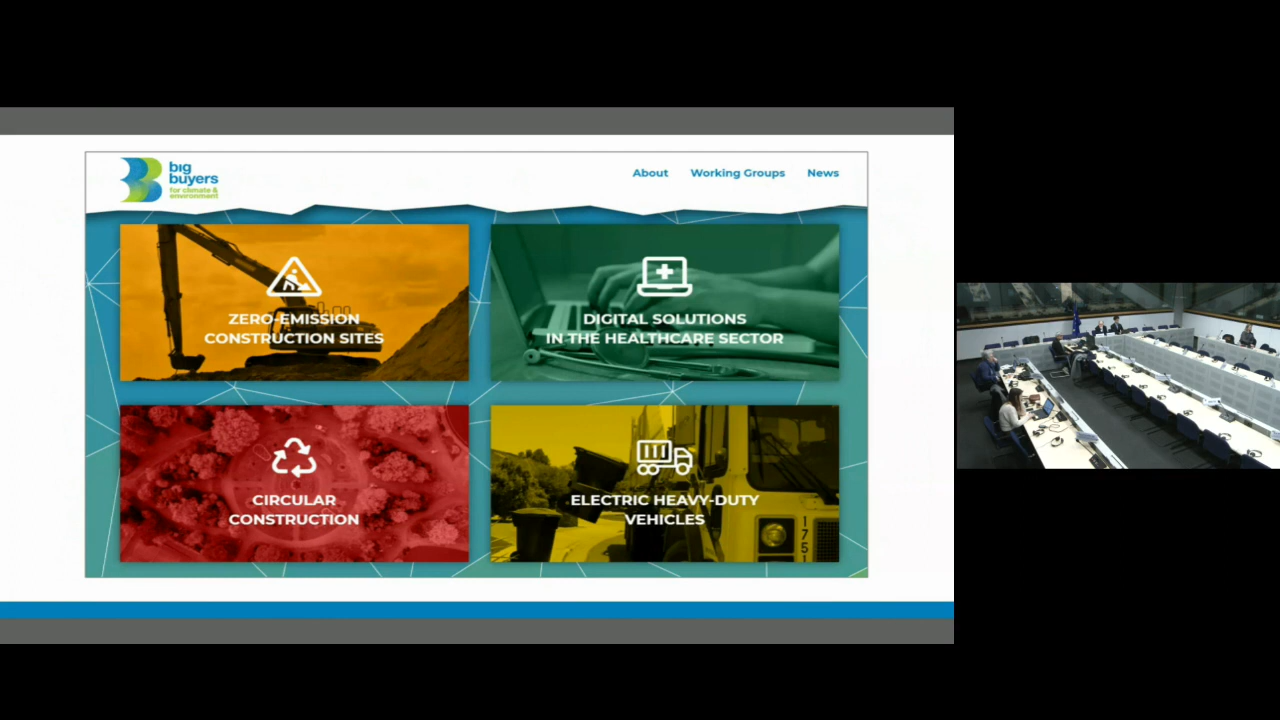 big
buyers
for climate &
environment
About
Working Groups
News
ZERO-EMISSION
CONSTRUCTION SITES
DIGITAL SOLUTIONS
IN THE HEALTHCARE SECTOR
CIRCULAR
CONSTRUCTION
ELECTRIC HEAVY-DUTY
VEHICLES
1751